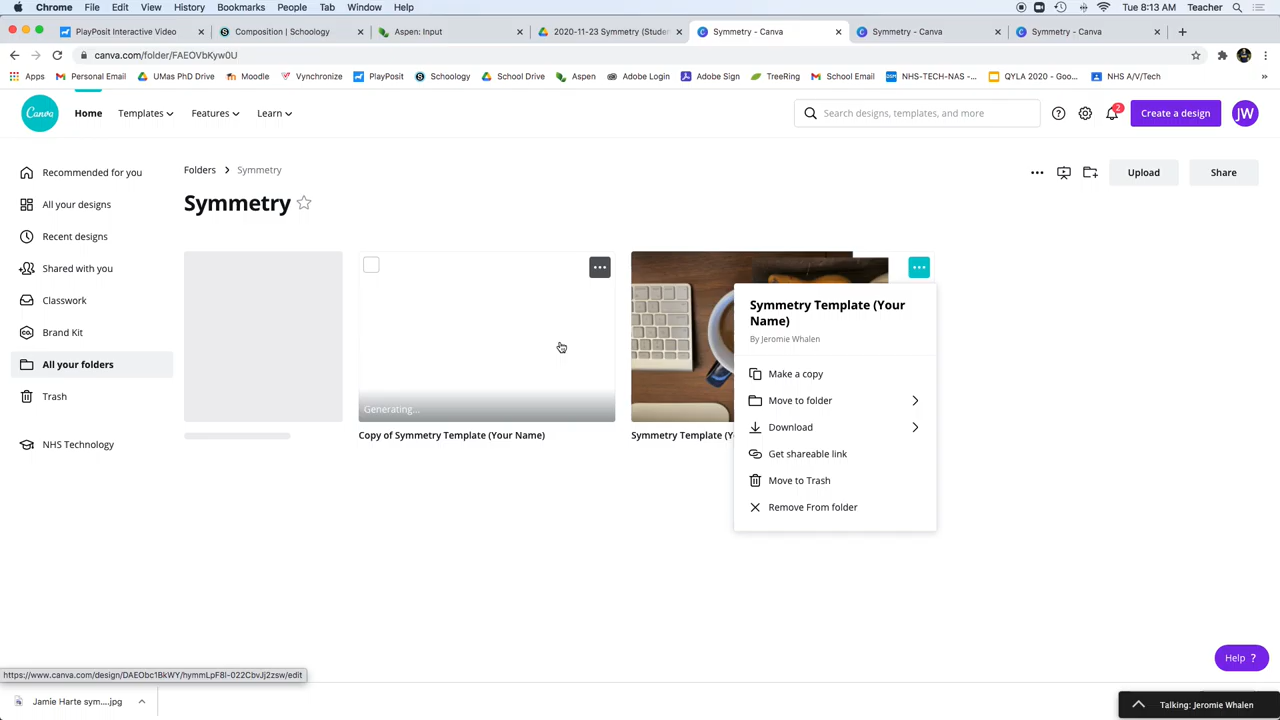 Chrome File Edit View History Bookmarks People Tab Window Help Tue 8:13 AM Teacher
PlayPosit Interactive Video Composition | Schoology Aspen: Input 2020-11-23 Symmetry (Studen Symmetry - Canva Symmetry - Canva Symmetry - Canva
canva.com/folder/FAEOVbKyw0U
Apps Personal Email UMas PhD Drive Moodle Vynchronize PlayPosit Schoology School Drive Aspen Adobe Login Adobe Sign TreeRing School Email NHS-TECH-NAS -... QYLA 2020 - Goo... NHS A/V/Tech
Canva Home Templates Features Learn Search designs, templates, and more 2 Create a design JW
Recommended for you
All your designs
Recent designs
Shared with you
Classwork
Brand Kit
All your folders
Trash
NHS Technology
Folders Symmetry
Upload Share
Symmetry
Generating...
Copy of Symmetry Template (Your Name)
Symmetry Template (Y
Symmetry Template (Your
Name)
By Jeromie Whalen
Make a copy
Move to folder
Download
Get shareable link
Move to Trash
Remove From folder
Help ?
https://www.canva.com/design/DAEObc1BkWY/hymmLpF8l-022CbvJj2zsw/edit
Jamie Harte sym....jpg
Talking: Jeromie Whalen